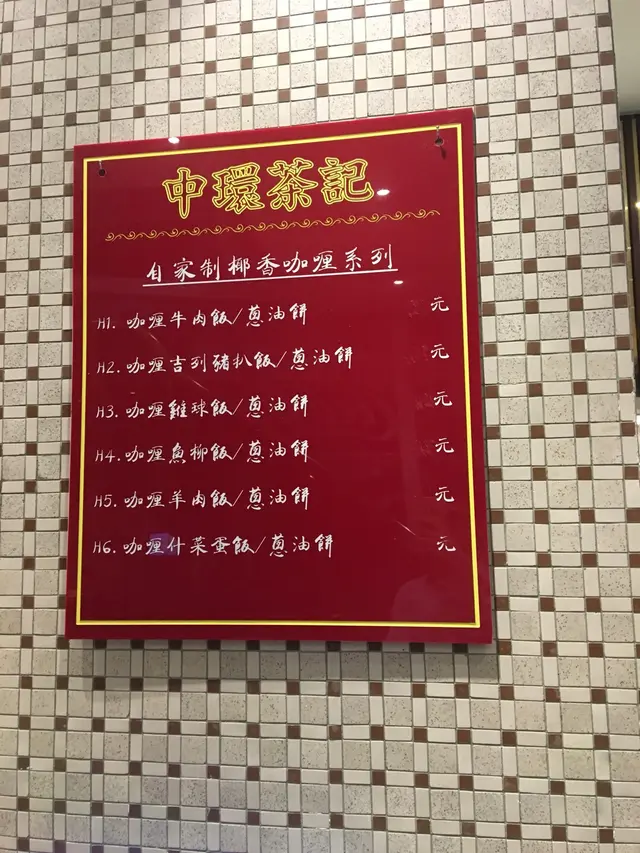 中環茶記
自家制椰香咖喱系列
H1. 咖喱牛肉飯/蔥油餅 元
H2. 咖喱吉列豬扒飯/蔥油餅 元
H3. 咖喱雞球飯/蔥油餅 元
H4. 咖喱魚柳飯/蔥油餅 元
H5. 咖喱羊肉飯/蔥油餅 元
H6. 咖喱什菜蛋飯/蔥油餅 元